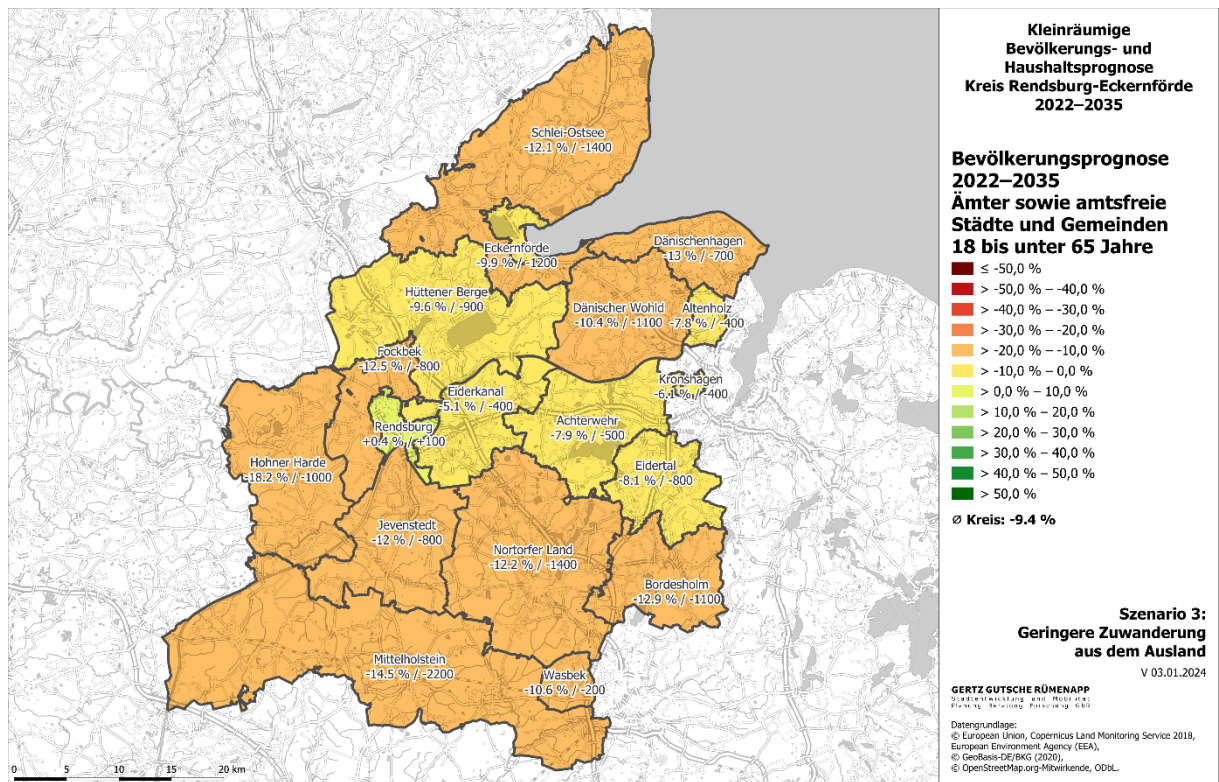 Schlei-Ostsee
-12.1 % / -1400
Eckernförde
-9.9 % / -1200
Dänischenhagen
-13 % / -700
Hüttener Berge
-9.6 % / -900
Dänischer Wohld
-10.4 % / -1100
Altenholz
-7.8 % / -400
Fockbek
-12.5 % / -800
Kronshagen
-6.1 % / -400
Eiderkanal
-5.1 % / -400
Rendsburg
+0.4 % / +100
Achterwehr
-7.9 % / -500
Hohner Harde
-18.2 % / -1000
Eidertal
-8.1 % / -800
Jevenstedt
-12 % / -800
Nortorfer Land
-12.2 % / -1400
Bordesholm
-12.9 % / -1100
Mittelholstein
-14.5 % / -2200
Wasbek
-10.6 % / -200
0 5 10 15 20 km
Kleinräumige
Bevölkerungs- und
Haushaltsprognose
Kreis Rendsburg-Eckernförde
2022–2035
Bevölkerungsprognose
2022–2035
Ämter sowie amtsfreie
Städte und Gemeinden
18 bis unter 65 Jahre
≤ -50,0 %
> -50,0 % – -40,0 %
> -40,0 % – -30,0 %
> -30,0 % – -20,0 %
> -20,0 % – -10,0 %
> -10,0 % – 0,0 %
> 0,0 % – 10,0 %
> 10,0 % – 20,0 %
> 20,0 % – 30,0 %
> 30,0 % – 40,0 %
> 40,0 % – 50,0 %
> 50,0 %
Ø Kreis: -9.4 %
Szenario 3:
Geringere Zuwanderung
aus dem Ausland
V 03.01.2024
GERTZ GUTSCHE RÜMENAPP
Stadtentwicklung und Mobilität
Planung Beratung Forschung GbR
Datengrundlage:
© European Union, Copernicus Land Monitoring Service 2018,
European Environment Agency (EEA),
© GeoBasis-DE/BKG (2020),
© OpenStreetMap.org-Mitwirkende, ODbL.